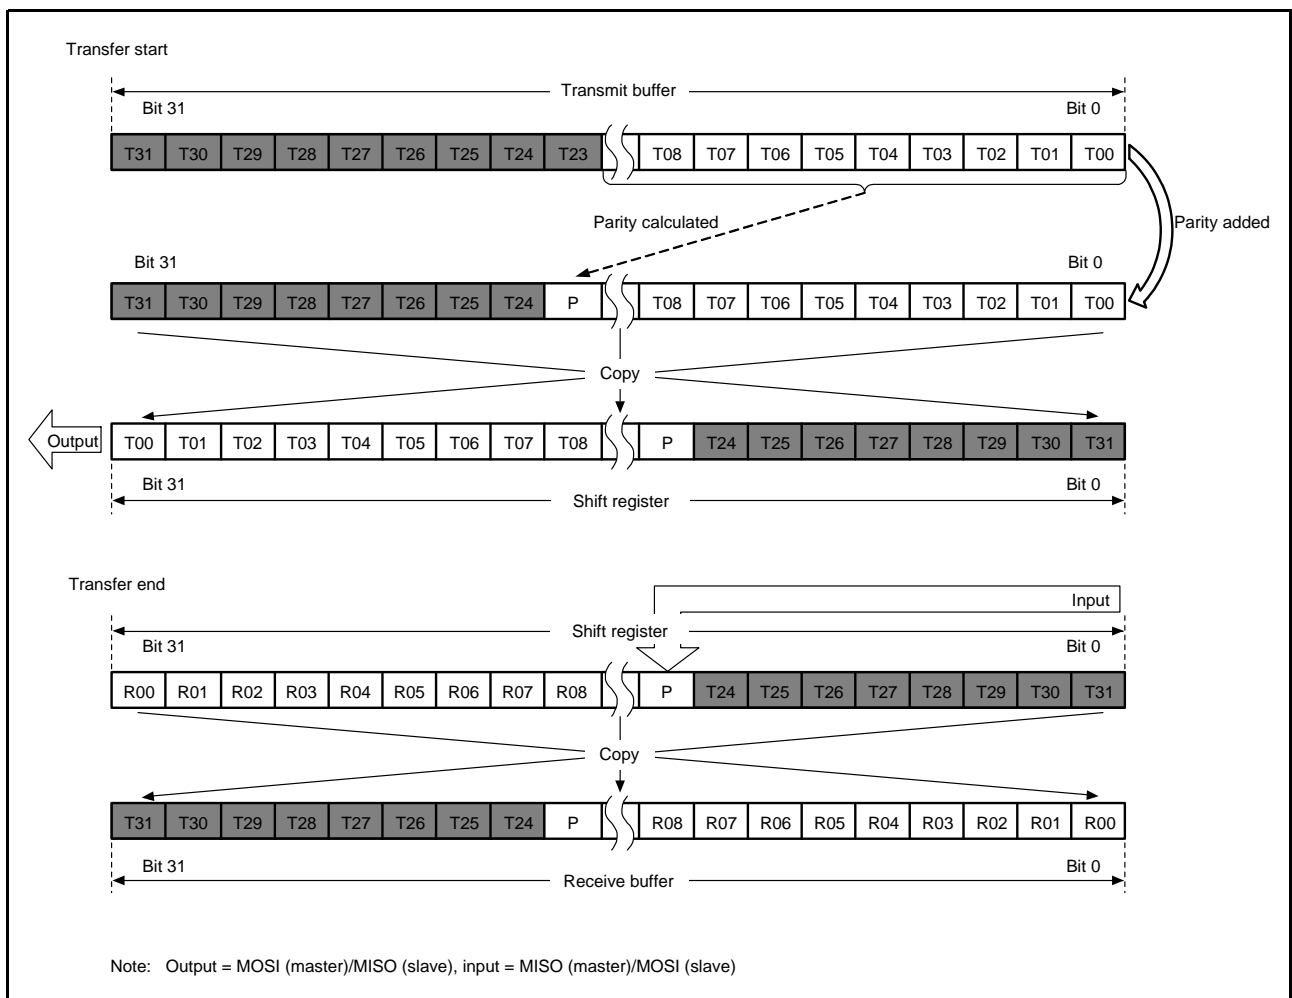 Transfer start
Transmit buffer
Bit 31 Bit 0
T31 T30 T29 T28 T27 T26 T25 T24 T23 T08 T07 T06 T05 T04 T03 T02 T01 T00
Parity calculated Parity added
Bit 31 Bit 0
T31 T30 T29 T28 T27 T26 T25 T24 P T08 T07 T06 T05 T04 T03 T02 T01 T00
Copy
Output T00 T01 T02 T03 T04 T05 T06 T07 T08 P T24 T25 T26 T27 T28 T29 T30 T31
Bit 31 Bit 0
Shift register
Transfer end
Input
Shift register
Bit 31 Bit 0
R00 R01 R02 R03 R04 R05 R06 R07 R08 P T24 T25 T26 T27 T28 T29 T30 T31
Copy
T31 T30 T29 T28 T27 T26 T25 T24 P R08 R07 R06 R05 R04 R03 R02 R01 R00
Bit 31 Bit 0
Receive buffer
Note: Output = MOSI (master)/MISO (slave), input = MISO (master)/MOSI (slave)